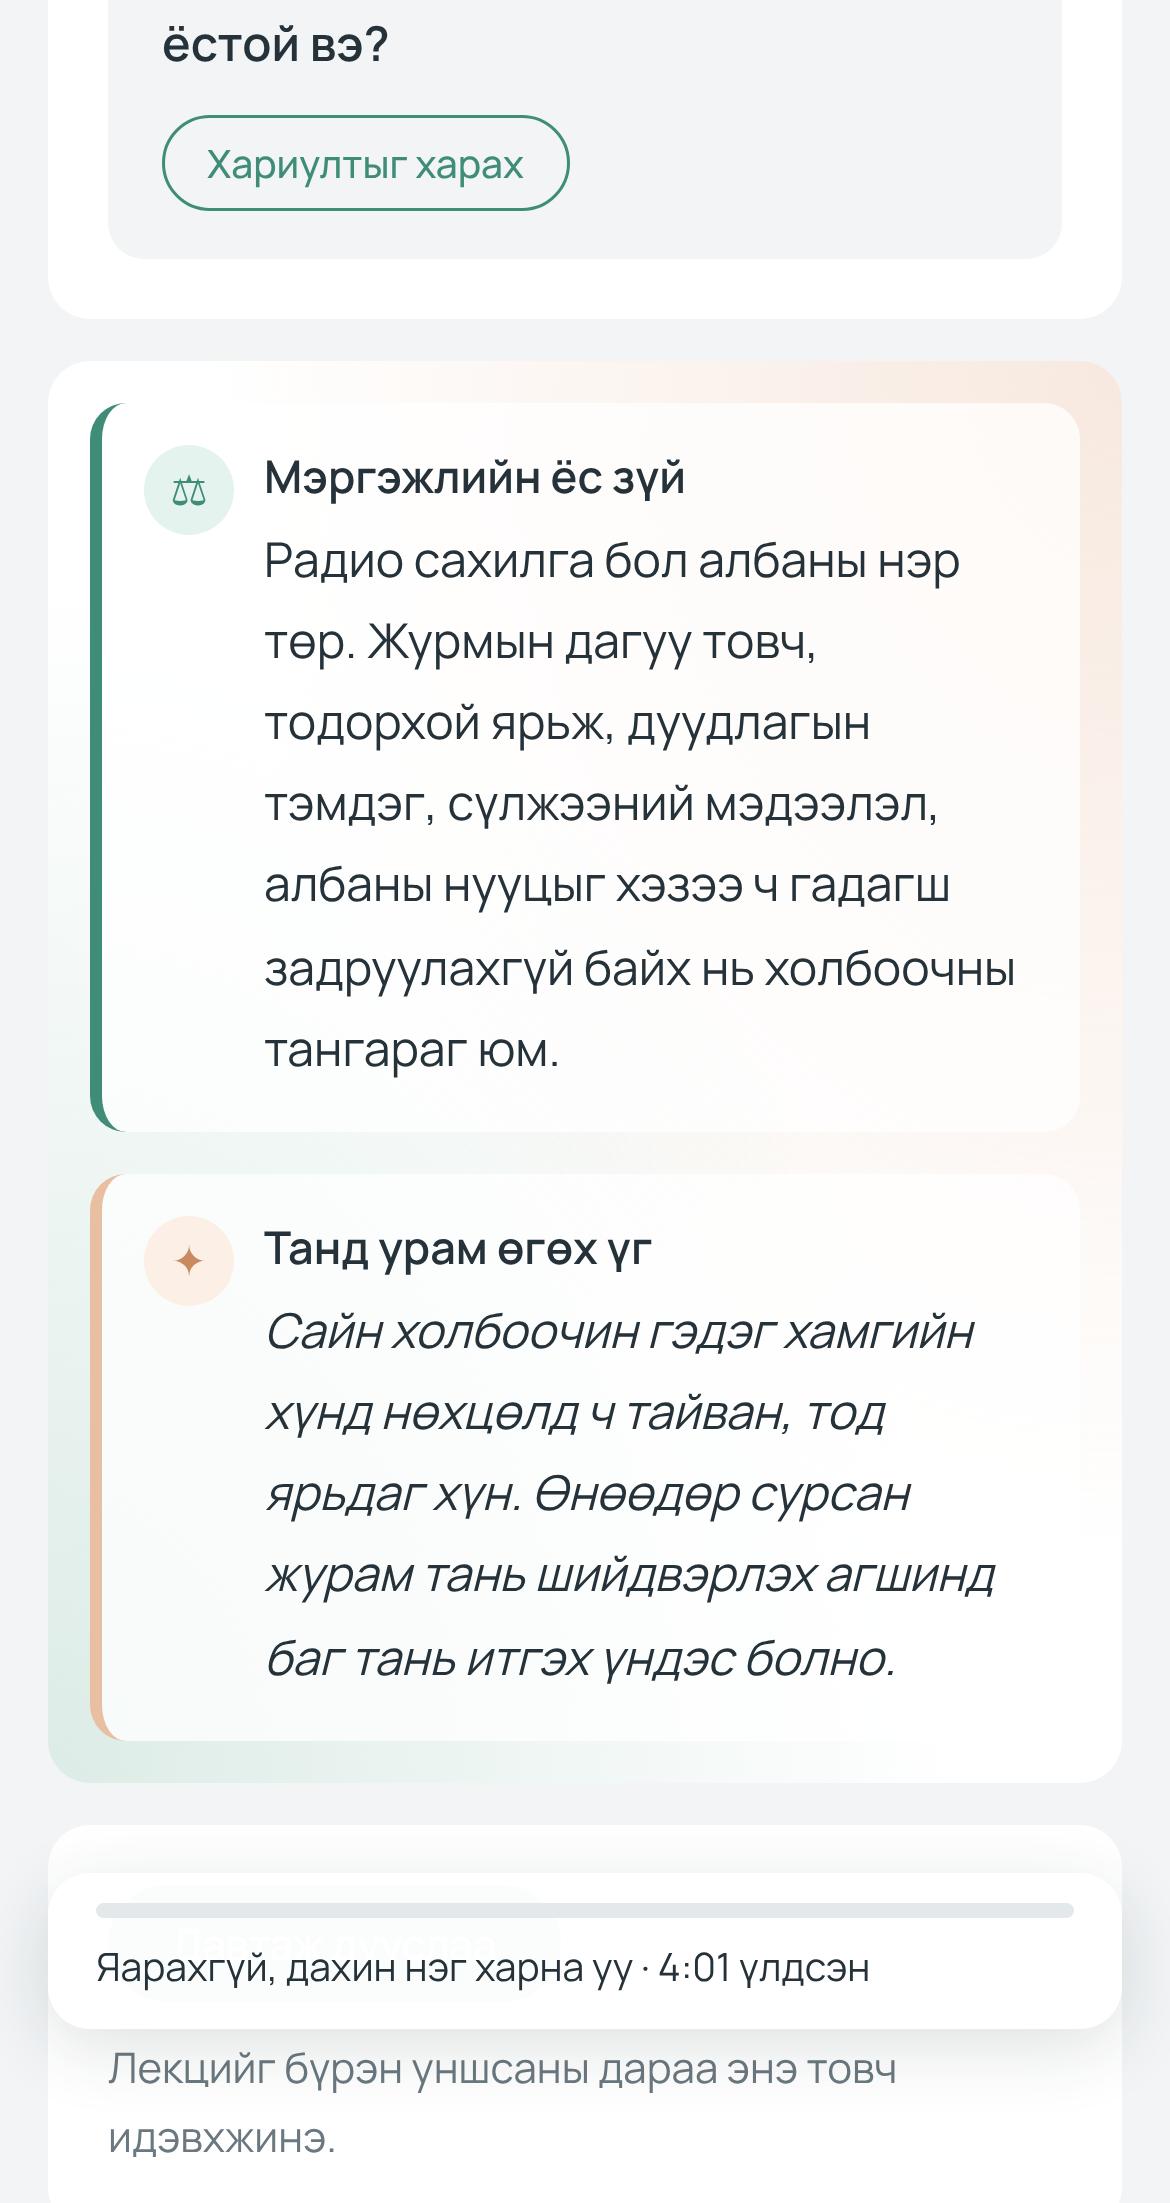 ёстой вэ?
Хариултыг харах
Мэргэжлийн ёс зүй
Радио сахилга бол албаны нэр
төр. Журмын дагуу товч,
тодорхой ярьж, дуудлагын
тэмдэг, сүлжээний мэдээлэл,
албаны нууцыг хэзээ ч гадагш
задруулахгүй байх нь холбоочны
тангараг юм.
Танд урам өгөх үг
Сайн холбоочин гэдэг хамгийн
хүнд нөхцөлд ч тайван, тод
ярьдаг хүн. Өнөөдөр сурсан
журам тань шийдвэрлэх агшинд
баг тань итгэх үндэс болно.
Яарахгүй, дахин нэг харна уу · 4:01 үлдсэн
Лекцийг бүрэн уншсаны дараа энэ товч
идэвхжинэ.